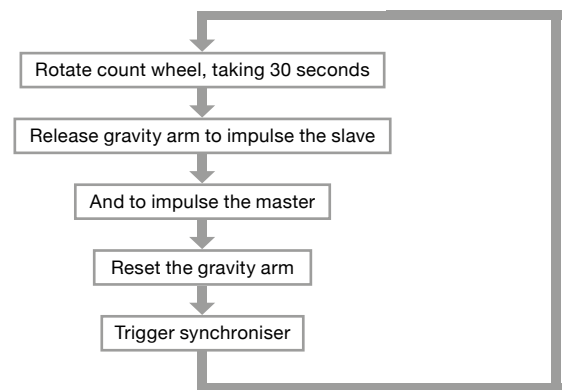 Rotate count wheel, taking 30 seconds
Release gravity arm to impulse the slave
And to impulse the master
Reset the gravity arm
Trigger synchroniser